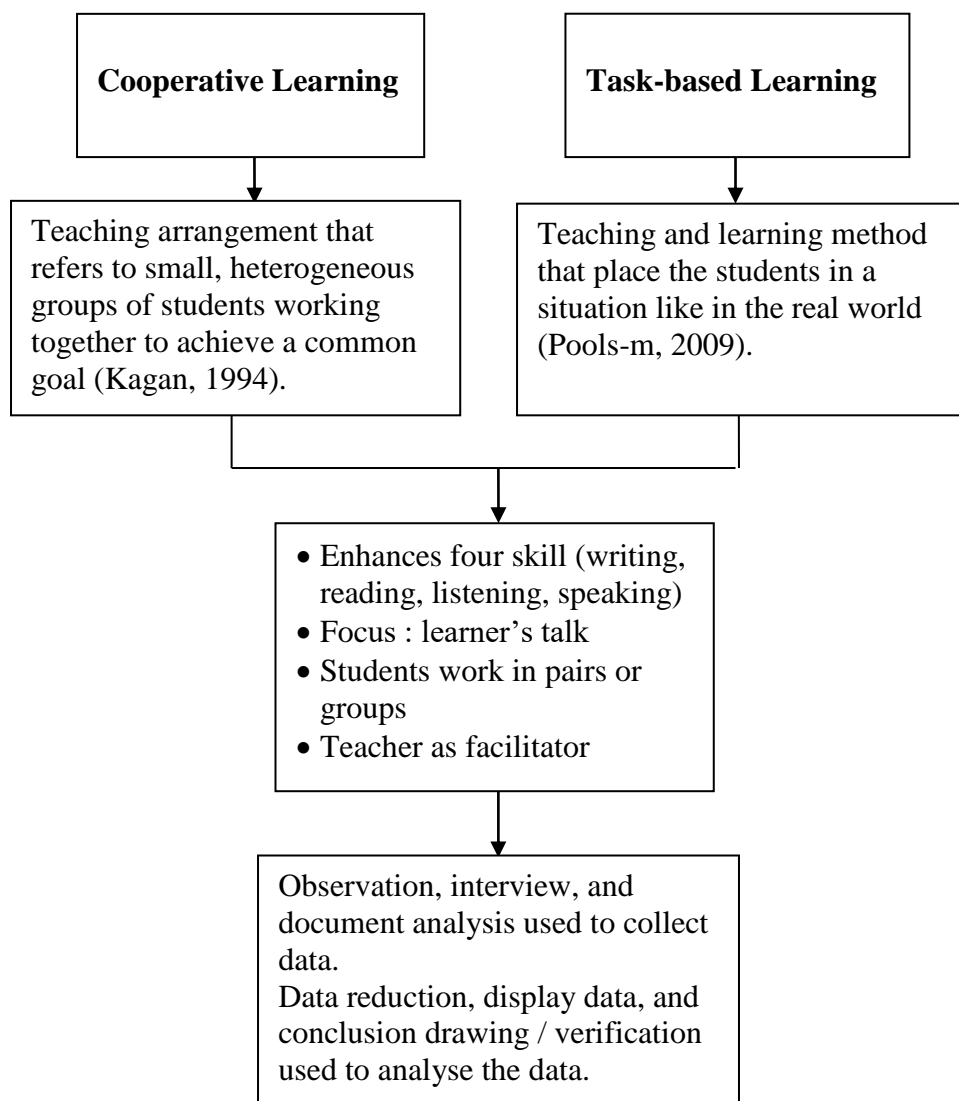 Cooperative Learning
Task-based Learning
Teaching arrangement that
refers to small, heterogeneous
groups of students working
together to achieve a common
goal (Kagan, 1994).
Teaching and learning method
that place the students in a
situation like in the real world
(Pools-m, 2009).
• Enhances four skill (writing,
reading, listening, speaking)
• Focus : learner’s talk
• Students work in pairs or
groups
• Teacher as facilitator
Observation, interview, and
document analysis used to collect
data.
Data reduction, display data, and
conclusion drawing / verification
used to analyse the data.